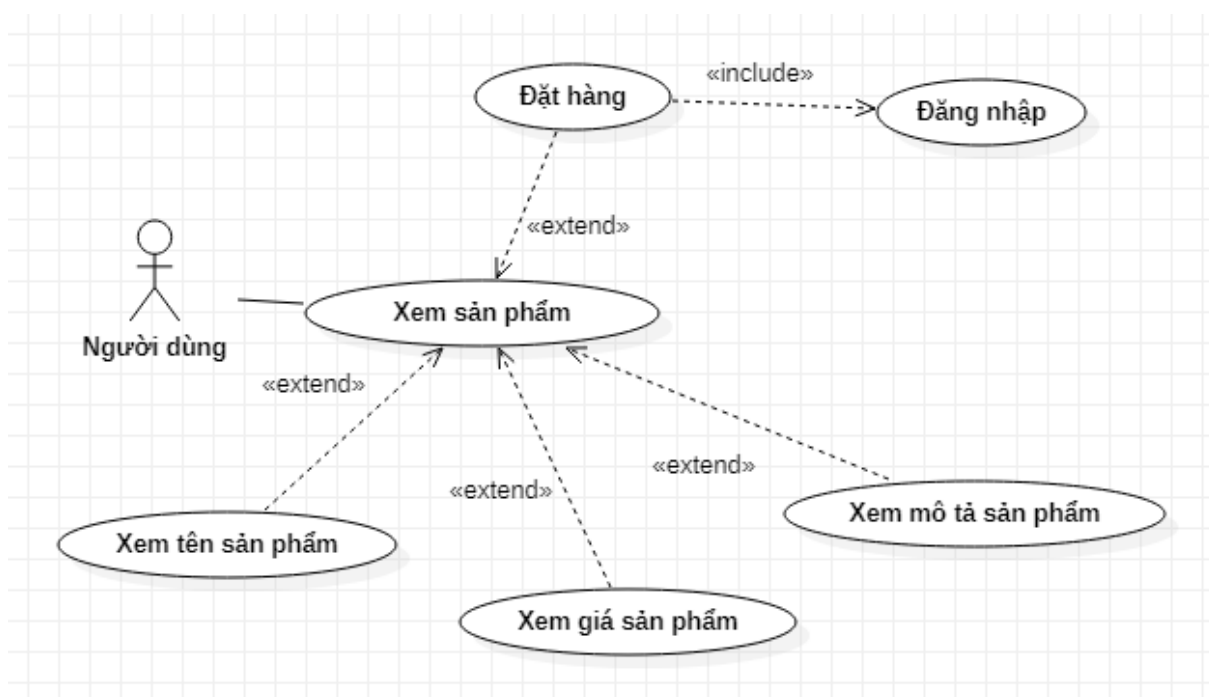 Đặt hàng
«include»
Đăng nhập
«extend»
Xem sản phẩm
Người dùng
«extend»
«extend»
«extend»
Xem tên sản phẩm
Xem giá sản phẩm
Xem mô tả sản phẩm